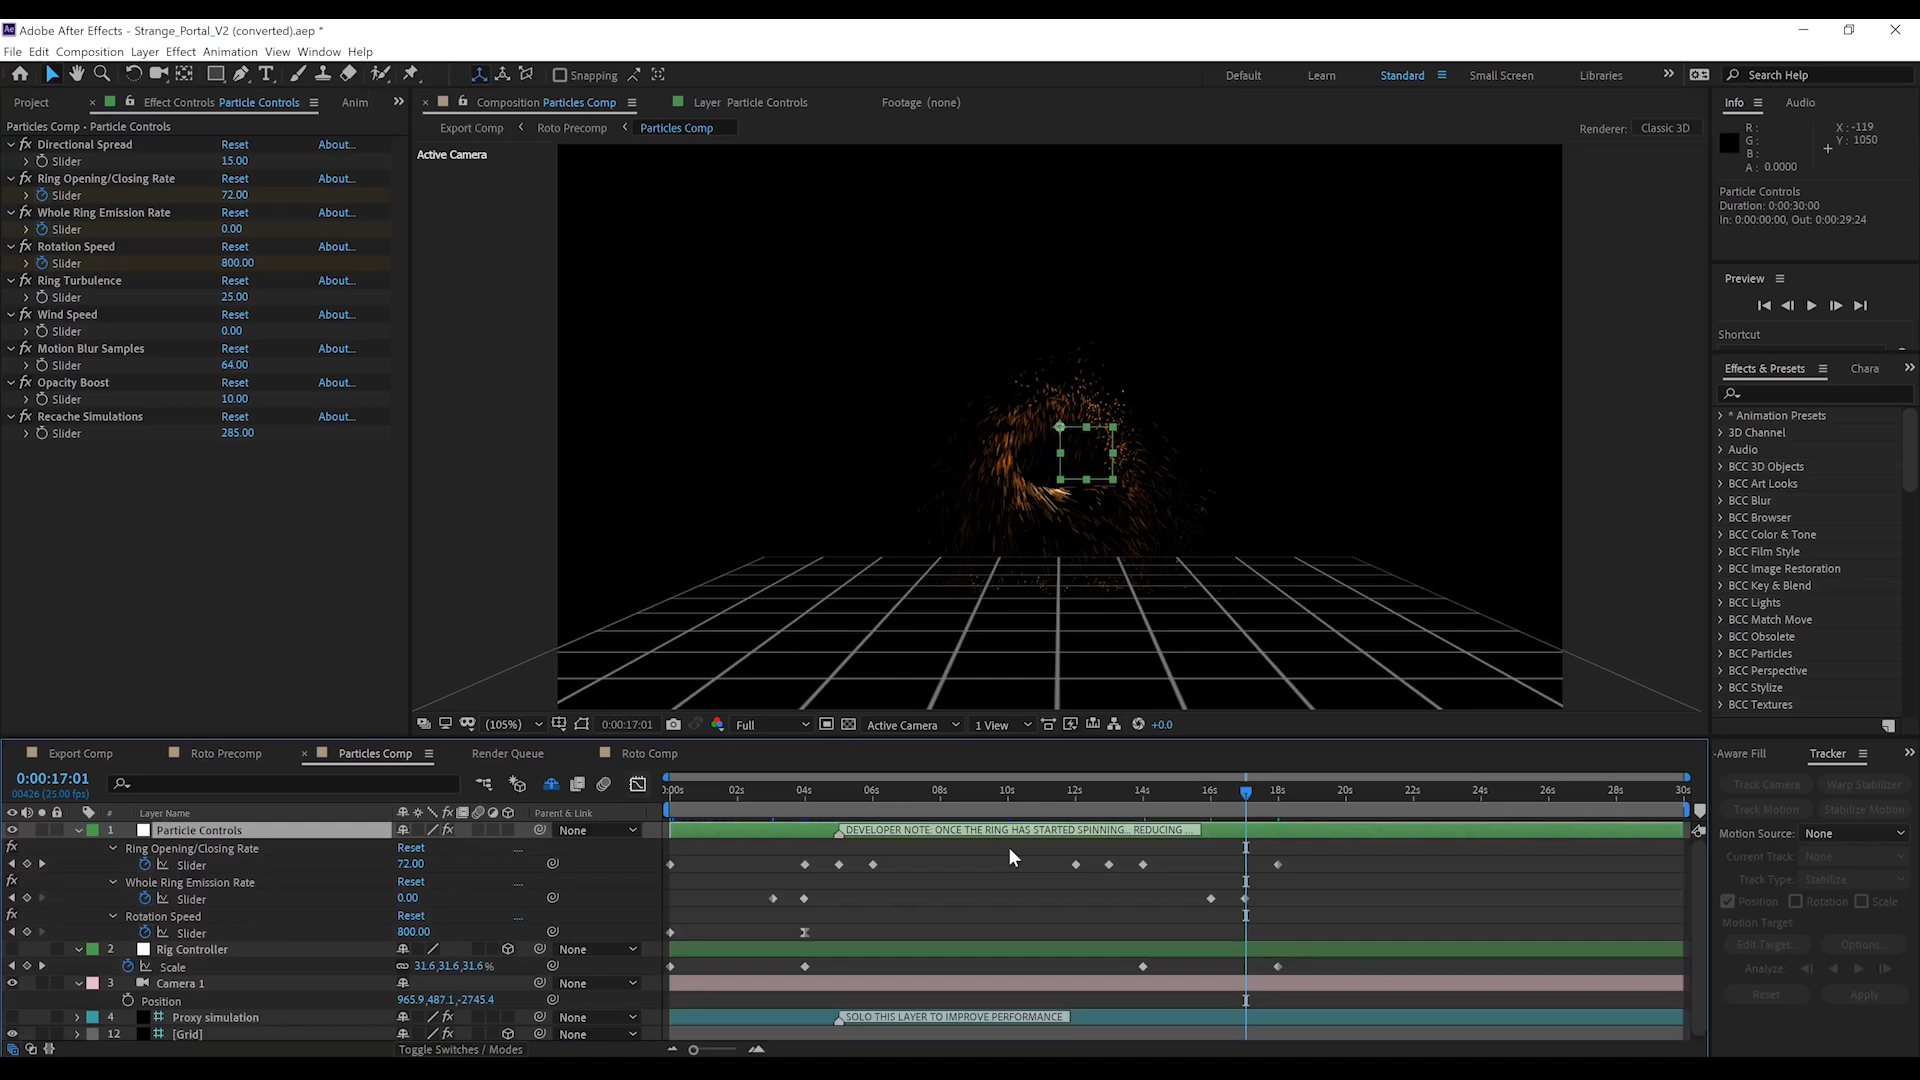 Adobe After Effects - Strange_Portal_V2 (converted).aep *
File Edit Composition Layer Effect Animation View Window Help
Snapping
Default Learn Standard Small Screen Libraries Search Help
Project Effect Controls Particle Controls Anim
Composition Particles Comp Layer Particle Controls Footage (none)
Info Audio
Particles Comp - Particle Controls
Export Comp Roto Precomp Particles Comp
Renderer: Classic 3D
Active Camera
R: X: -119
G: Y: 1050
B:
A: 0.0000
Particle Controls
Duration: 0:00:30:00
In: 0:00:00:00, Out: 0:00:29:24
Directional Spread Reset About...
Slider 15.00
Ring Opening/Closing Rate Reset About...
Slider 72.00
Whole Ring Emission Rate Reset About...
Slider 0.00
Rotation Speed Reset About...
Slider 800.00
Ring Turbulence Reset About...
Slider 25.00
Wind Speed Reset About...
Slider 0.00
Motion Blur Samples Reset About...
Slider 64.00
Opacity Boost Reset About...
Slider 10.00
Recache Simulations Reset About...
Slider 285.00
Preview
Shortcut
Effects & Presets Chara
* Animation Presets
3D Channel
Audio
BCC 3D Objects
BCC Art Looks
BCC Blur
BCC Browser
BCC Color & Tone
BCC Film Style
BCC Image Restoration
BCC Key & Blend
BCC Lights
BCC Match Move
BCC Obsolete
BCC Particles
BCC Perspective
BCC Stylize
BCC Textures
(105%) 0:00:17:01 Full Active Camera 1 View +0.0
Export Comp Roto Precomp Particles Comp Render Queue Roto Comp
-Aware Fill Tracker
0:00:17:01
00426 (25.00 fps)
0:00s 02s 04s 06s 08s 10s 12s 14s 16s 18s 20s 22s 24s 26s 28s 30s
# Layer Name Parent & Link
1 Particle Controls None
DEVELOPER NOTE: ONCE THE RING HAS STARTED SPINNING... REDUCING ...
Ring Opening/Closing Rate Reset ....
Slider 72.00
Whole Ring Emission Rate Reset ....
Slider 0.00
Rotation Speed Reset ....
Slider 800.00
2 Rig Controller None
Scale 31.6,31.6,31.6%
3 Camera 1 None
Position 965.9,487.1,-2745.4
4 Proxy simulation None
SOLO THIS LAYER TO IMPROVE PERFORMANCE
12 [Grid] None
Toggle Switches / Modes
Track Camera Warp Stabilizer
Track Motion Stabilize Motion
Motion Source: None
Current Track: None
Track Type: Stabilize
Position Rotation Scale
Motion Target:
Edit Target... Options...
Analyze:
Reset Apply